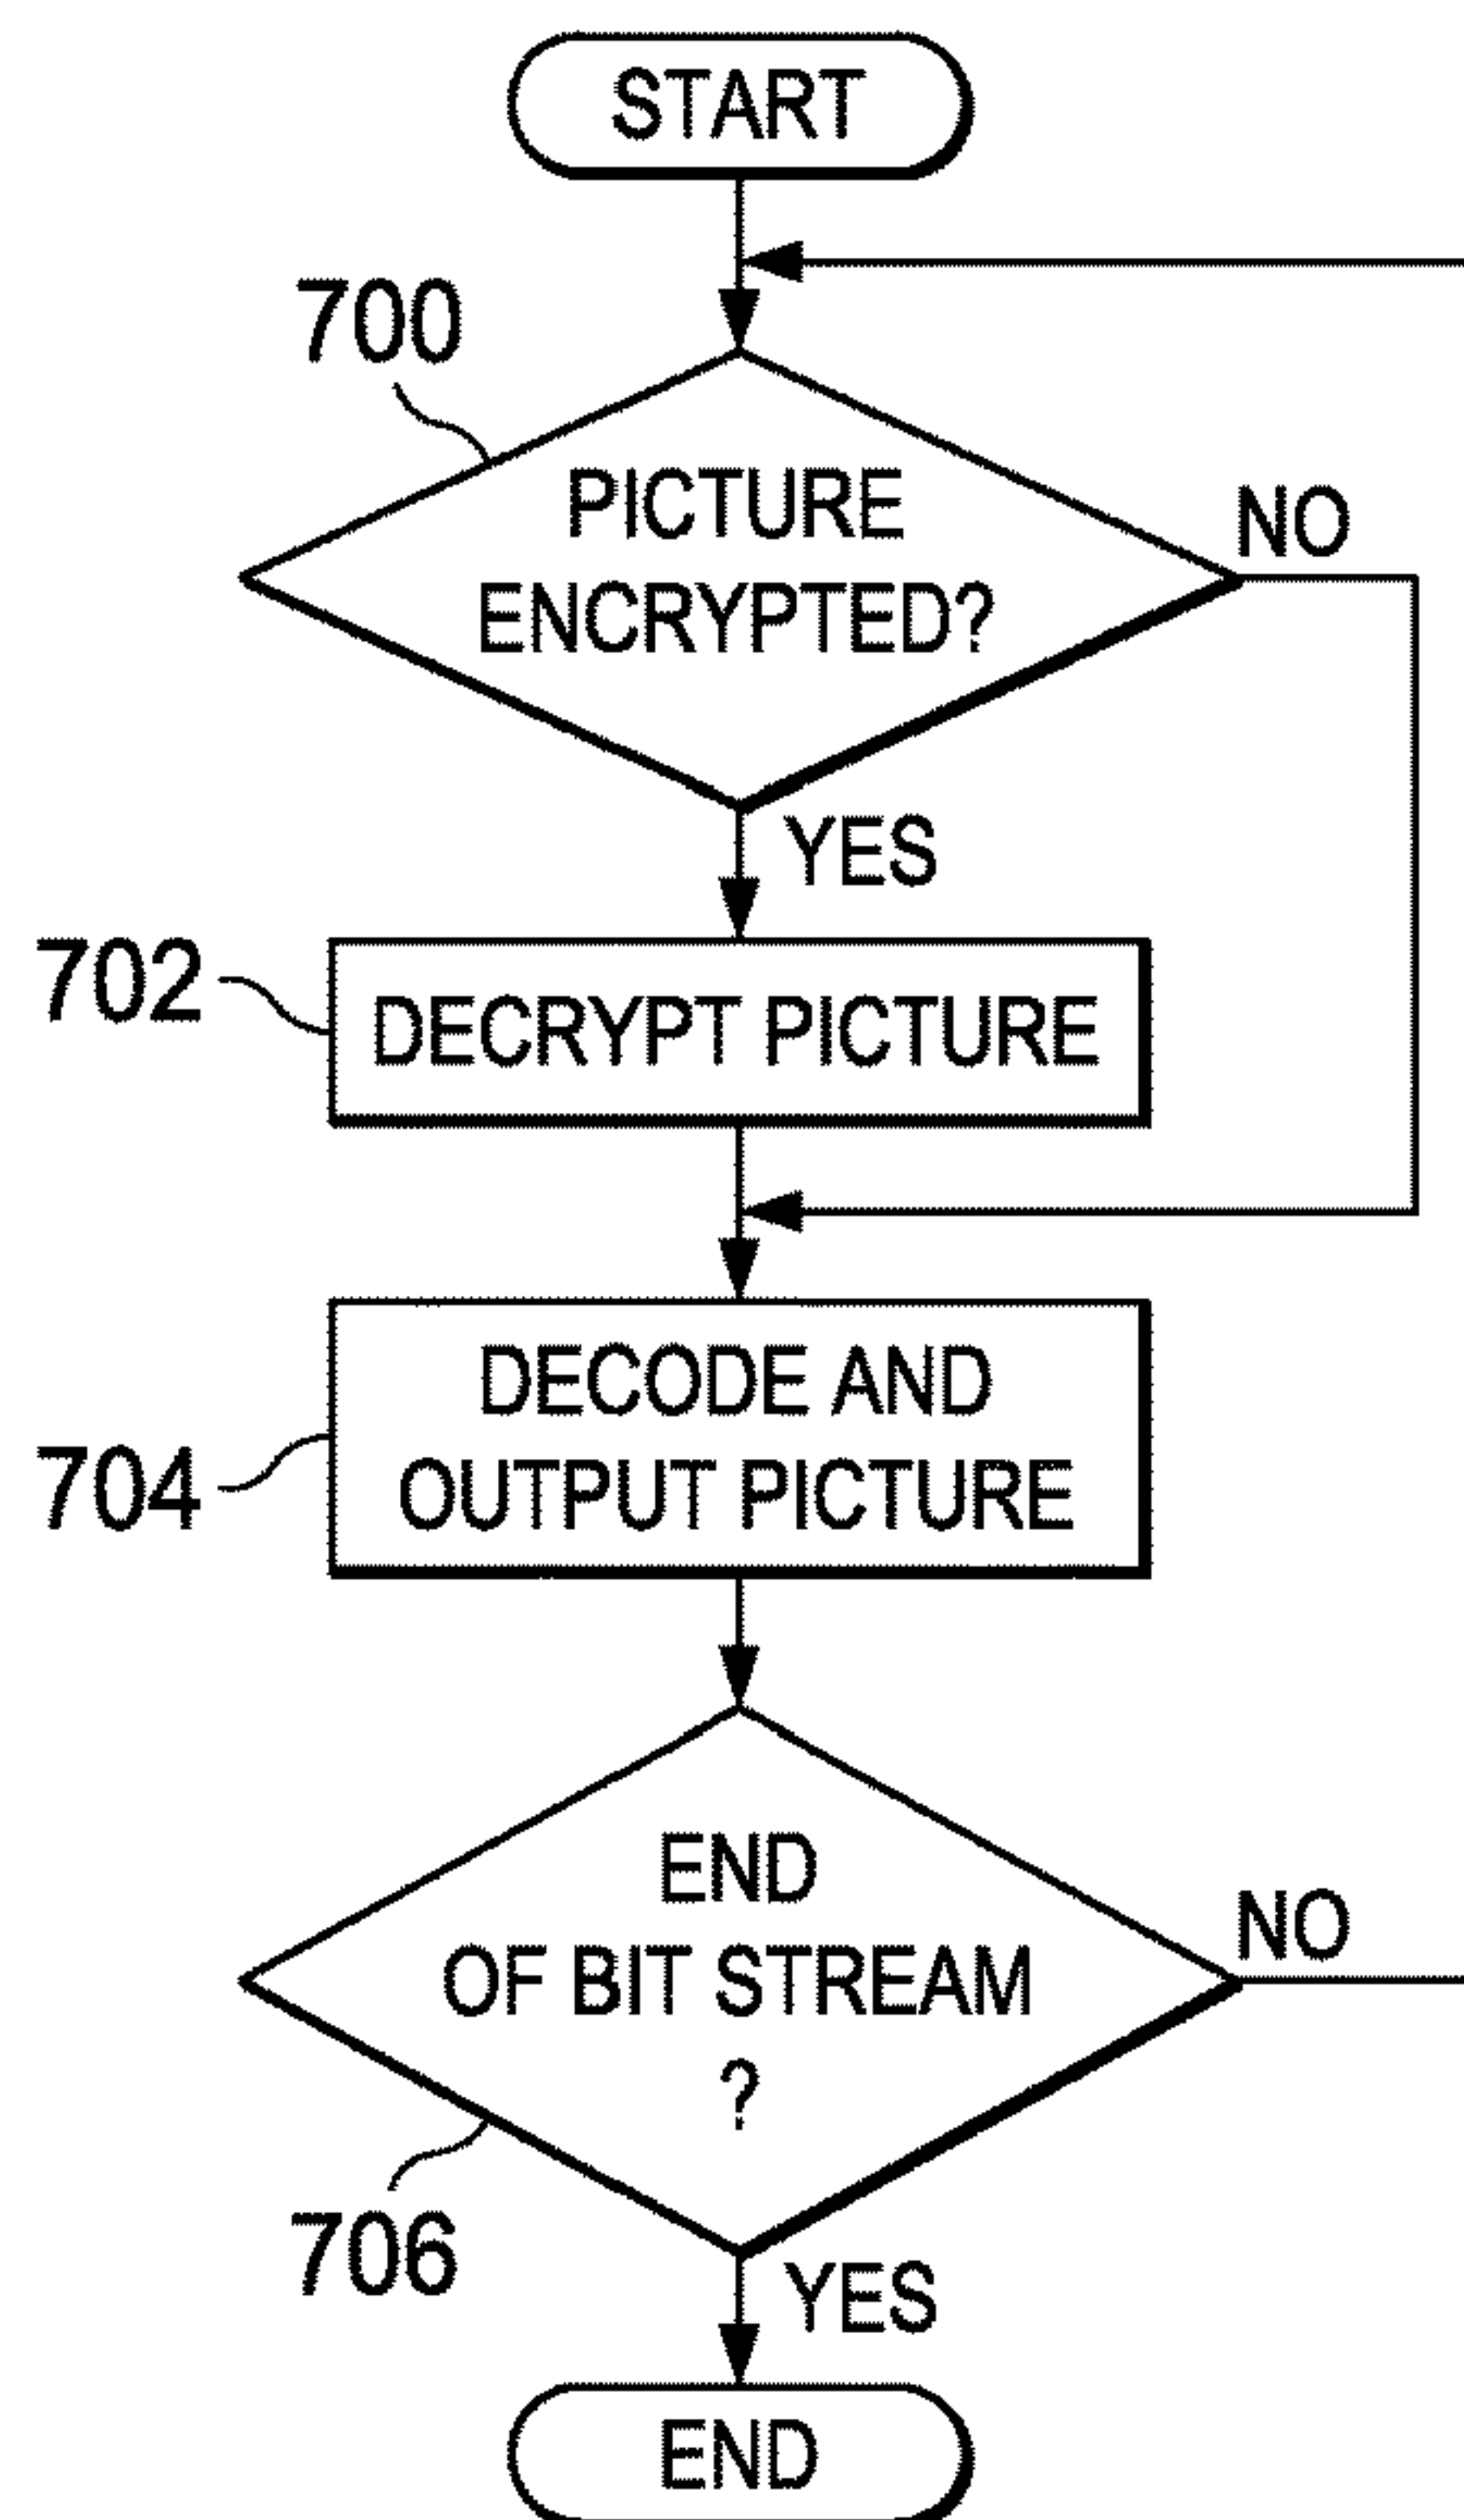 START
700
PICTURE
ENCRYPTED?
NO
YES
702
DECRYPT PICTURE
704
DECODE AND
OUTPUT PICTURE
END
OF BIT STREAM
?
NO
706
YES
END